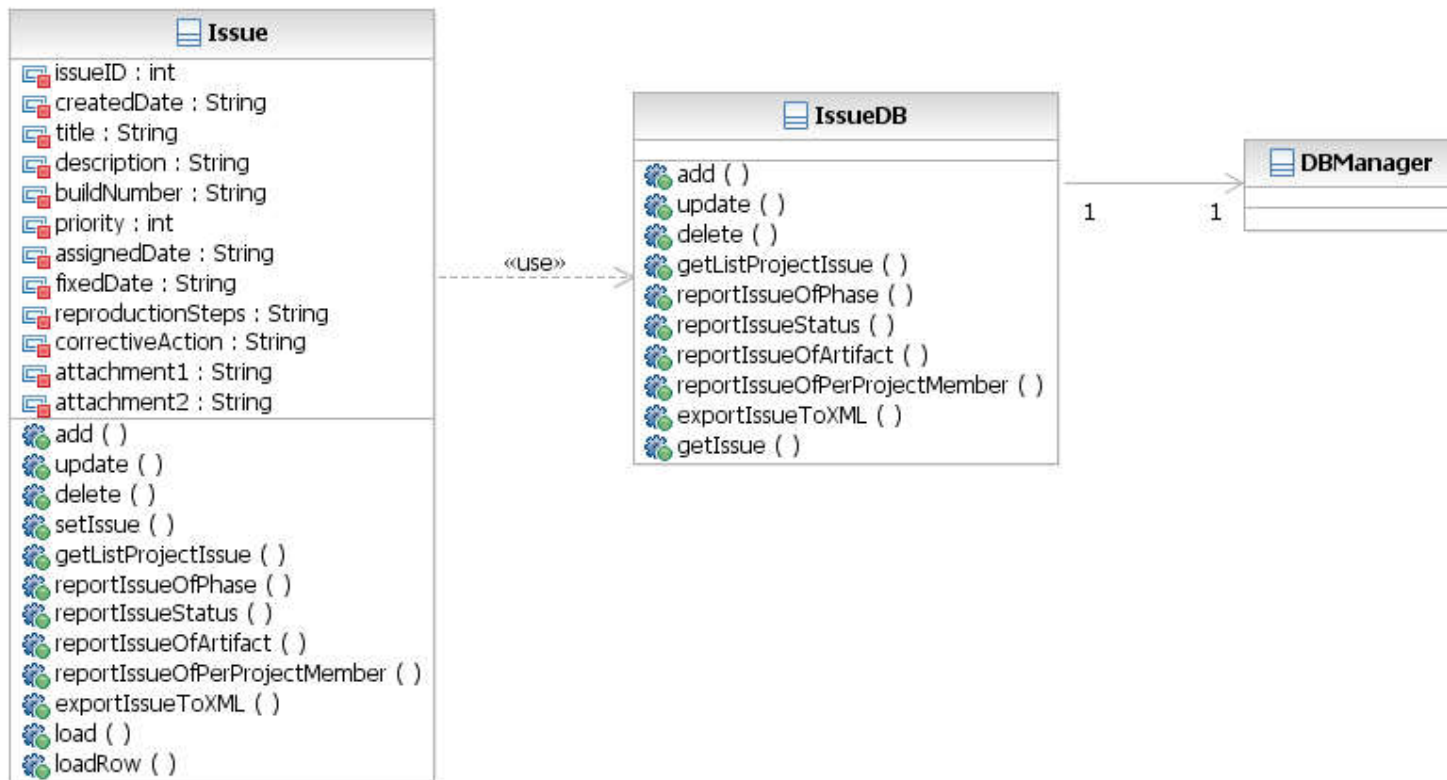 Issue
issueID : int
createdDate : String
title : String
description : String
buildNumber : String
priority : int
assignedDate : String
fixedDate : String
reproductionSteps : String
correctiveAction : String
attachment1 : String
attachment2 : String
add ( )
update ( )
delete ( )
setIssue ( )
getListProjectIssue ( )
reportIssueOfPhase ( )
reportIssueStatus ( )
reportIssueOfArtifact ( )
reportIssueOfPerProjectMember ( )
exportIssueToXML ( )
load ( )
loadRow ( )
«use»
IssueDB
add ( )
update ( )
delete ( )
getListProjectIssue ( )
reportIssueOfPhase ( )
reportIssueStatus ( )
reportIssueOfArtifact ( )
reportIssueOfPerProjectMember ( )
exportIssueToXML ( )
getIssue ( )
1 1
DBManager